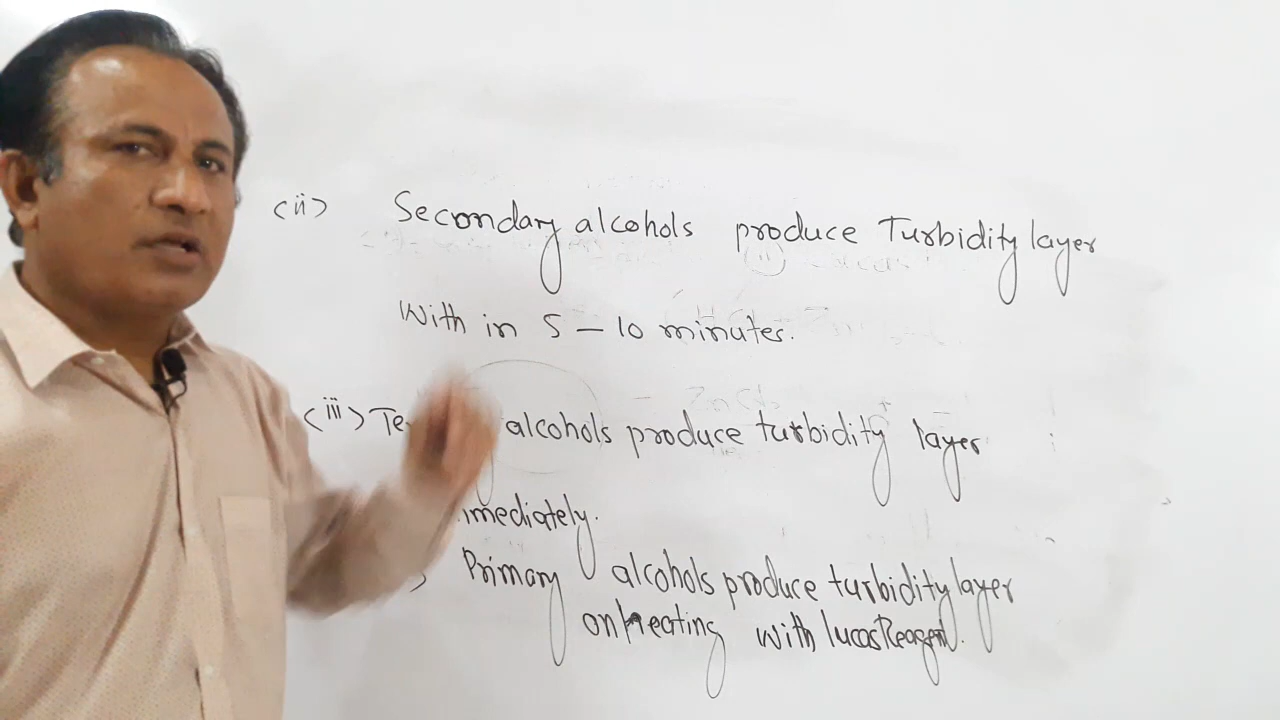 (ii) Secondary alcohols produce Turbidity layer
With in 5 – 10 minutes.
(iii) alcohols produce turbidity layer
mediately.
Primary alcohols produce turbidity layer
on Heating with lucas Reagent.